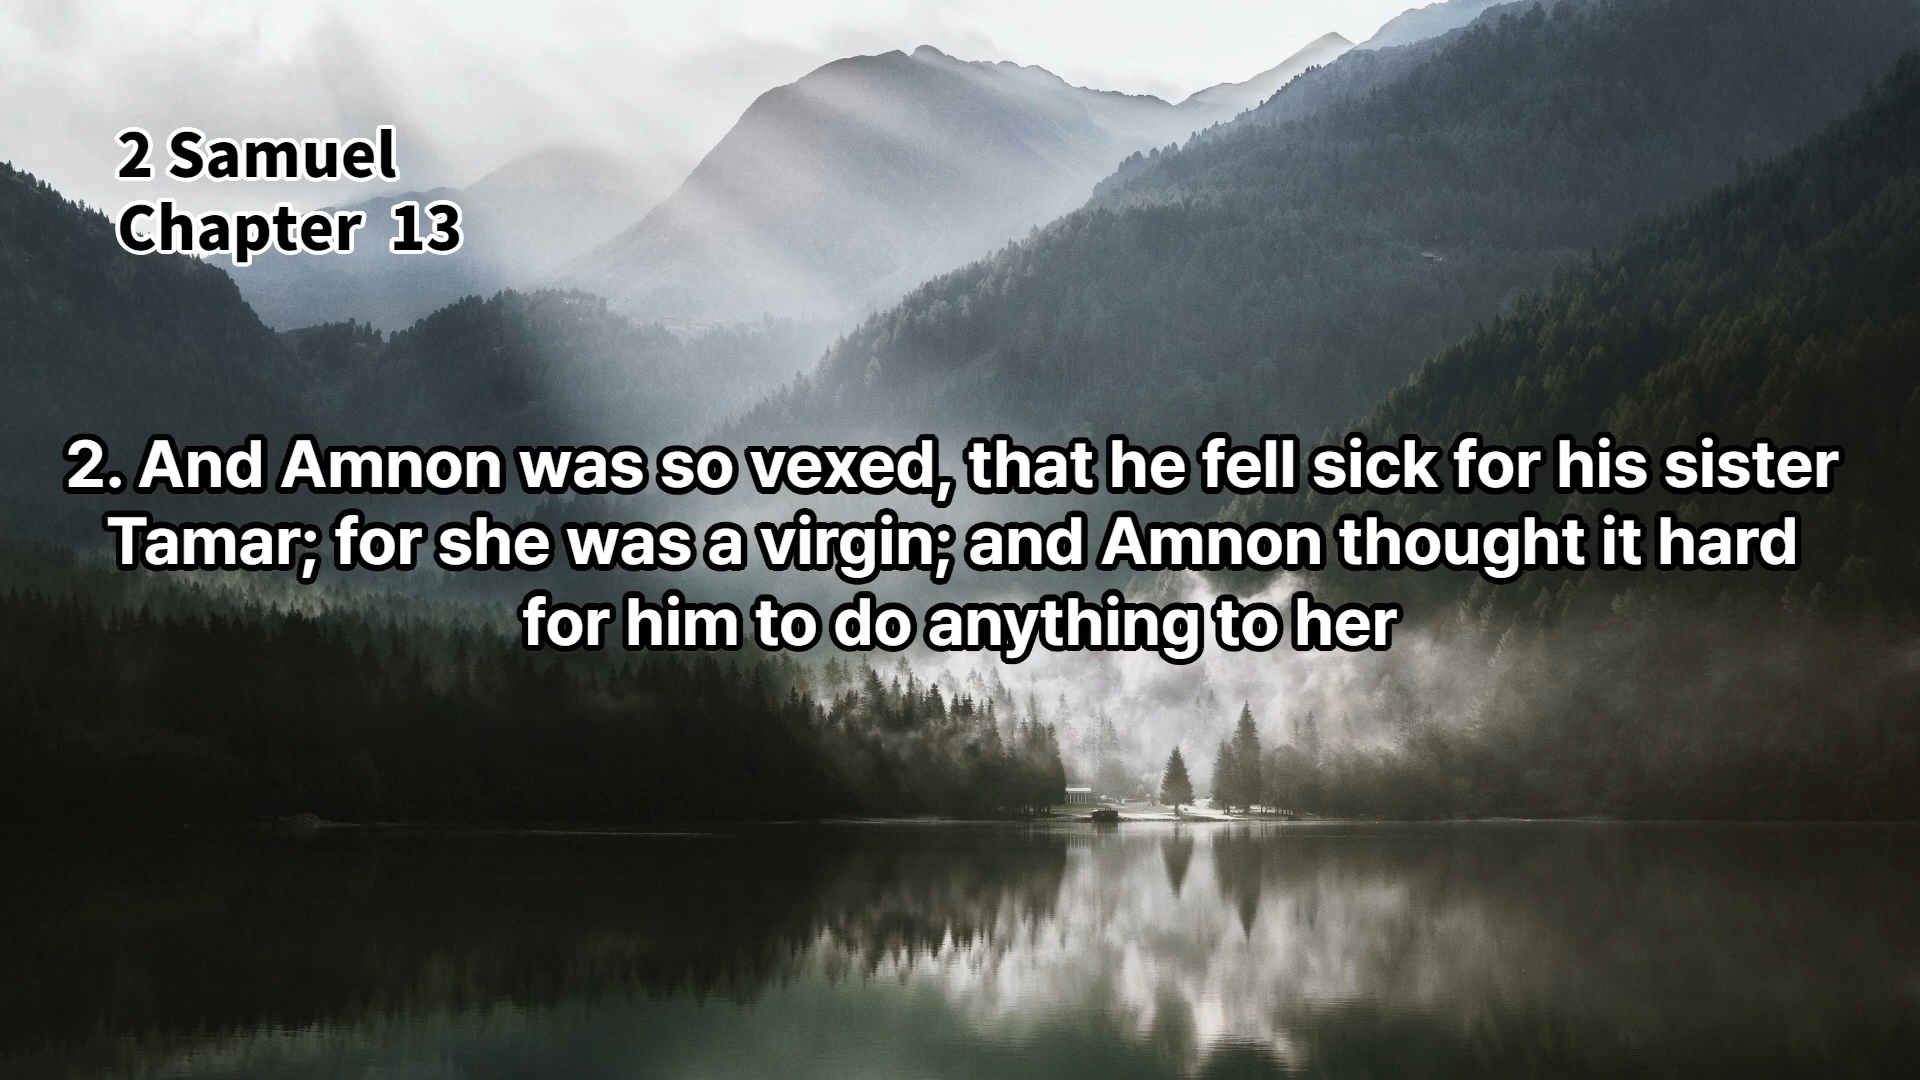 2 Samuel
Chapter 13
2. And Amnon was so vexed, that he fell sick for his sister
Tamar; for she was a virgin; and Amnon thought it hard
for him to do anything to her